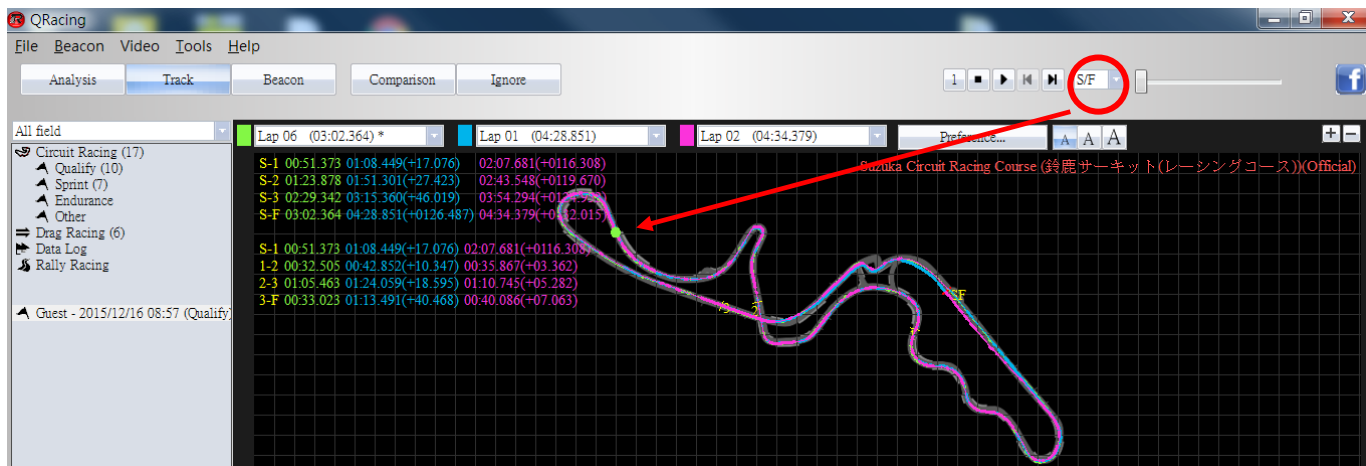 QRacing
File Beacon Video Tools Help
Analysis Track Beacon Comparison Ignore 1 S/F f
All field
Circuit Racing (17)
Qualify (10)
Sprint (7)
Endurance
Other
Drag Racing (6)
Data Log
Rally Racing
Guest - 2015/12/16 08:57 (Qualify)
Lap 06 (03:02.364) * Lap 01 (04:28.851) Lap 02 (04:34.379) Preference... A A A + −
Suzuka Circuit Racing Course (鈴鹿サーキット(レーシングコース))(Official)
S-1 00:51.373 01:08.449(+17.076) 02:07.681(+0116.308)
S-2 01:23.878 01:51.301(+27.423) 02:43.548(+0119.670)
S-3 02:29.342 03:15.360(+46.019) 03:54.294
S-F 03:02.364 04:28.851(+0126.487) 04:34.379
S-1 00:51.373 01:08.449(+17.076) 02:07.681(+0116.308)
1-2 00:32.505 00:42.852(+10.347) 00:35.867(+03.362)
2-3 01:05.463 01:24.059(+18.595) 01:10.745(+05.282)
3-F 00:33.023 01:13.491(+40.468) 00:40.086(+07.063)
SF